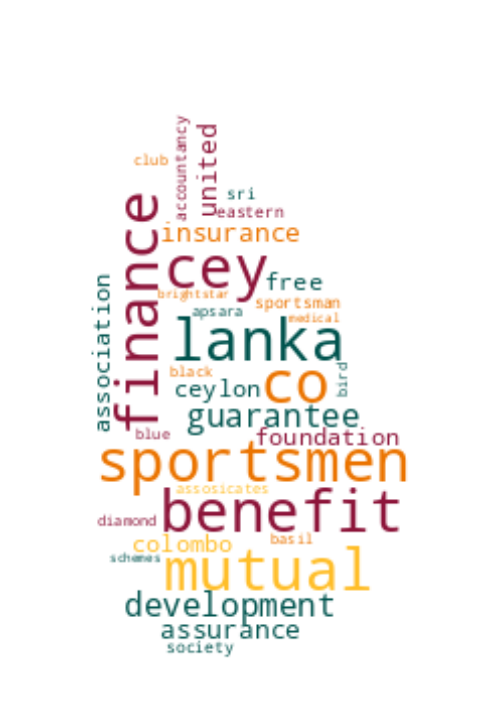 accountancy
united
club
sri
eastern
finance
insurance
cey
free
association
brightstar
sportsman
apsara
medical
lanka
black
bird
ceylon
co
guarantee
blue
foundation
sportsmen
assosicates
benefit
diamond
colombo
basil
schemes
mutual
development
assurance
society